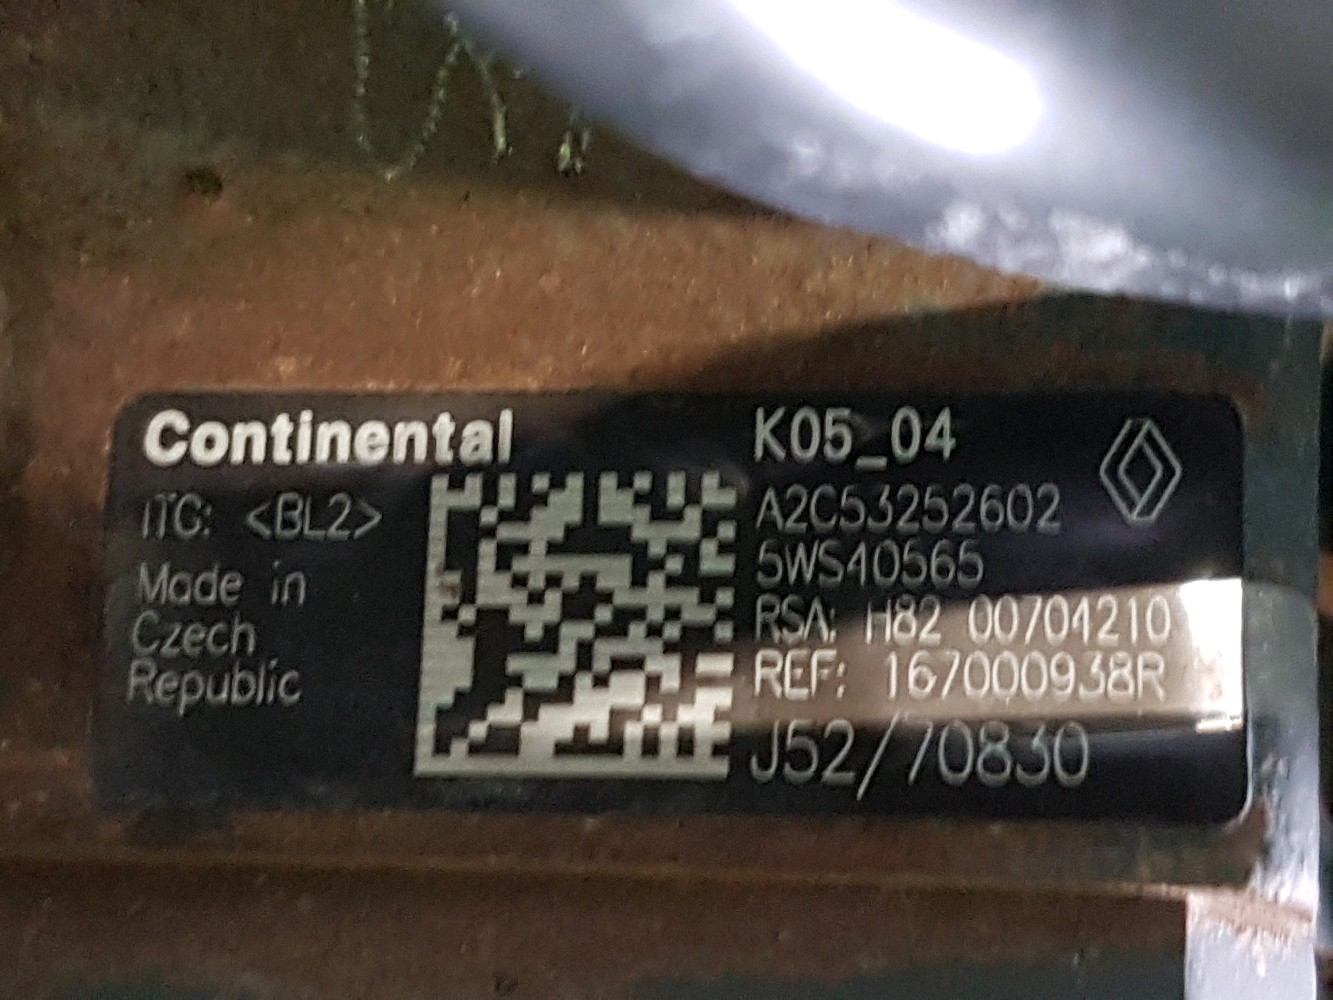 Continental
ITC: <BL2>
Made in
Czech
Republic
K05_04
A2C53252602
5WS40565
RSA: H82 00704210
REF: 167000938R
J52/70830